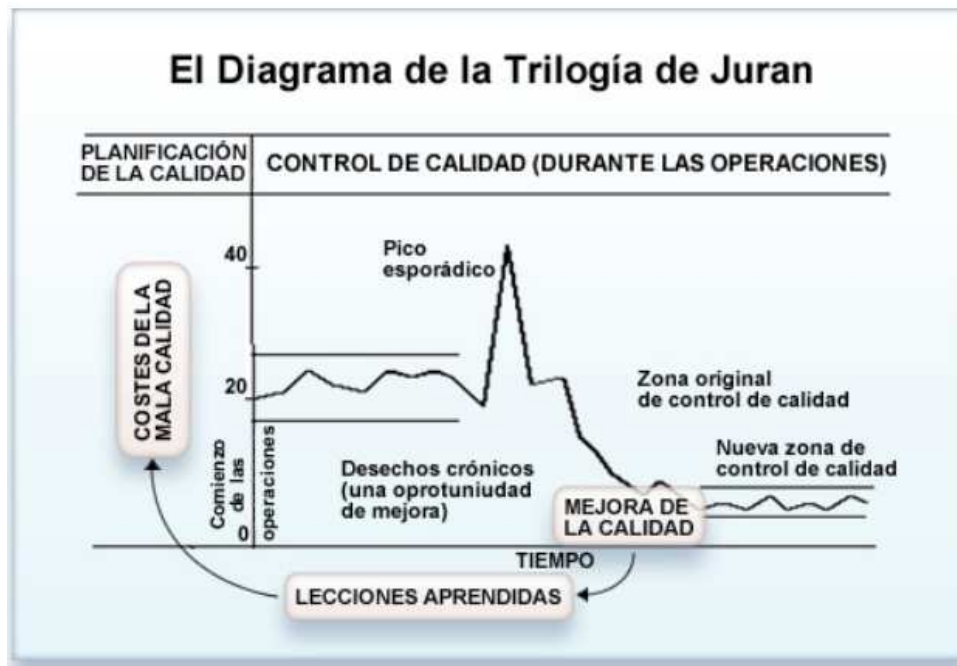 El Diagrama de la Trilogía de Juran
PLANIFICACIÓN
DE LA CALIDAD
CONTROL DE CALIDAD (DURANTE LAS OPERACIONES)
40
20
0
COSTES DE LA
MALA CALIDAD
Comienzo
de las
operaciones
Pico
esporádico
Desechos crónicos
(una oprotuniudad
de mejora)
Zona original
de control de calidad
Nueva zona de
control de calidad
MEJORA DE
LA CALIDAD
TIEMPO
LECCIONES APRENDIDAS